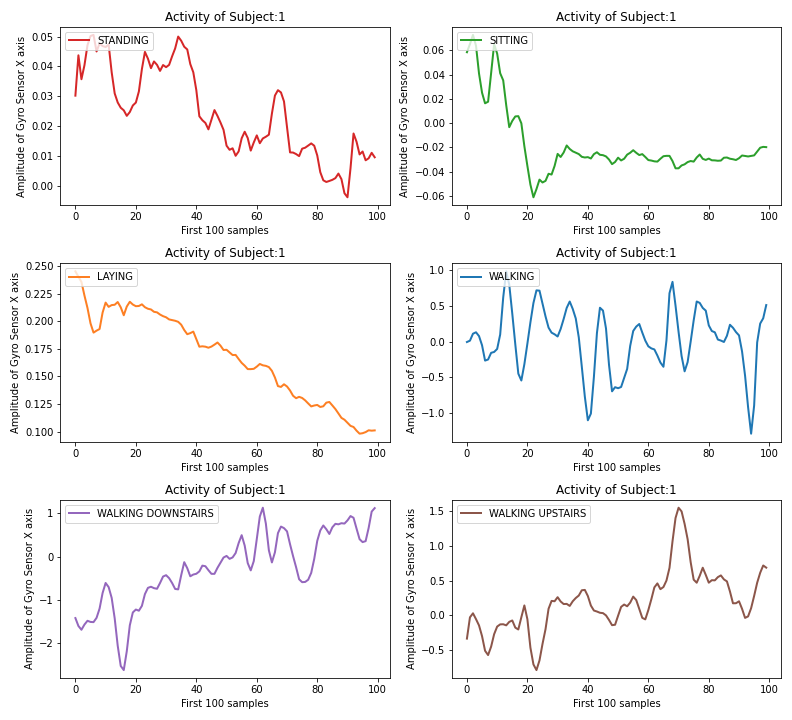 Activity of Subject:1
STANDING
Amplitude of Gyro Sensor X axis
0.05
0.04
0.03
0.02
0.01
0.00
0 20 40 60 80 100
First 100 samples
Activity of Subject:1
SITTING
Amplitude of Gyro Sensor X axis
0.06
0.04
0.02
0.00
−0.02
−0.04
−0.06
0 20 40 60 80 100
First 100 samples
Activity of Subject:1
LAYING
Amplitude of Gyro Sensor X axis
0.250
0.225
0.200
0.175
0.150
0.125
0.100
0 20 40 60 80 100
First 100 samples
Activity of Subject:1
WALKING
Amplitude of Gyro Sensor X axis
1.0
0.5
0.0
−0.5
−1.0
0 20 40 60 80 100
First 100 samples
Activity of Subject:1
WALKING DOWNSTAIRS
Amplitude of Gyro Sensor X axis
1
0
−1
−2
0 20 40 60 80 100
First 100 samples
Activity of Subject:1
WALKING UPSTAIRS
Amplitude of Gyro Sensor X axis
1.5
1.0
0.5
0.0
−0.5
0 20 40 60 80 100
First 100 samples